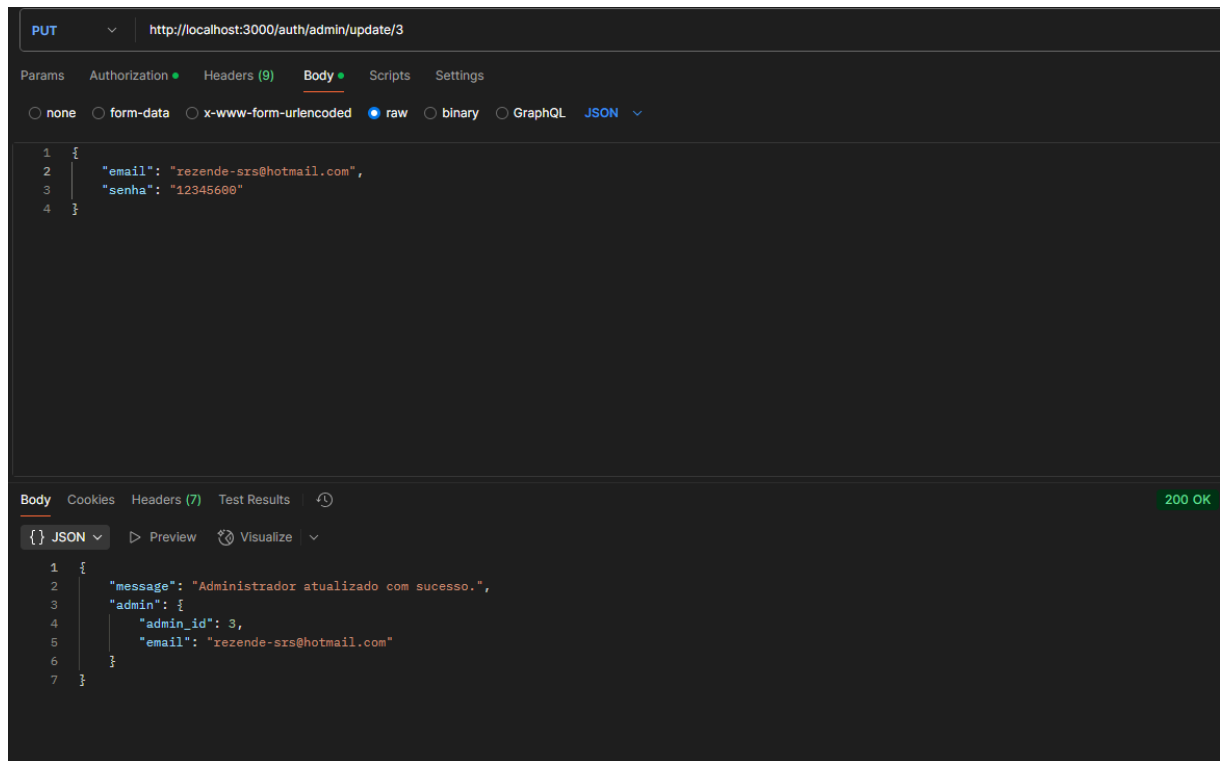 PUT http://localhost:3000/auth/admin/update/3
Params Authorization Headers (9) Body Scripts Settings
none form-data x-www-form-urlencoded raw binary GraphQL JSON
1 {
2 "email": "rezende-srs@hotmail.com",
3 "senha": "12345600"
4 }
Body Cookies Headers (7) Test Results 200 OK
{} JSON Preview Visualize
1 {
2 "message": "Administrador atualizado com sucesso.",
3 "admin": {
4 "admin_id": 3,
5 "email": "rezende-srs@hotmail.com"
6 }
7 }